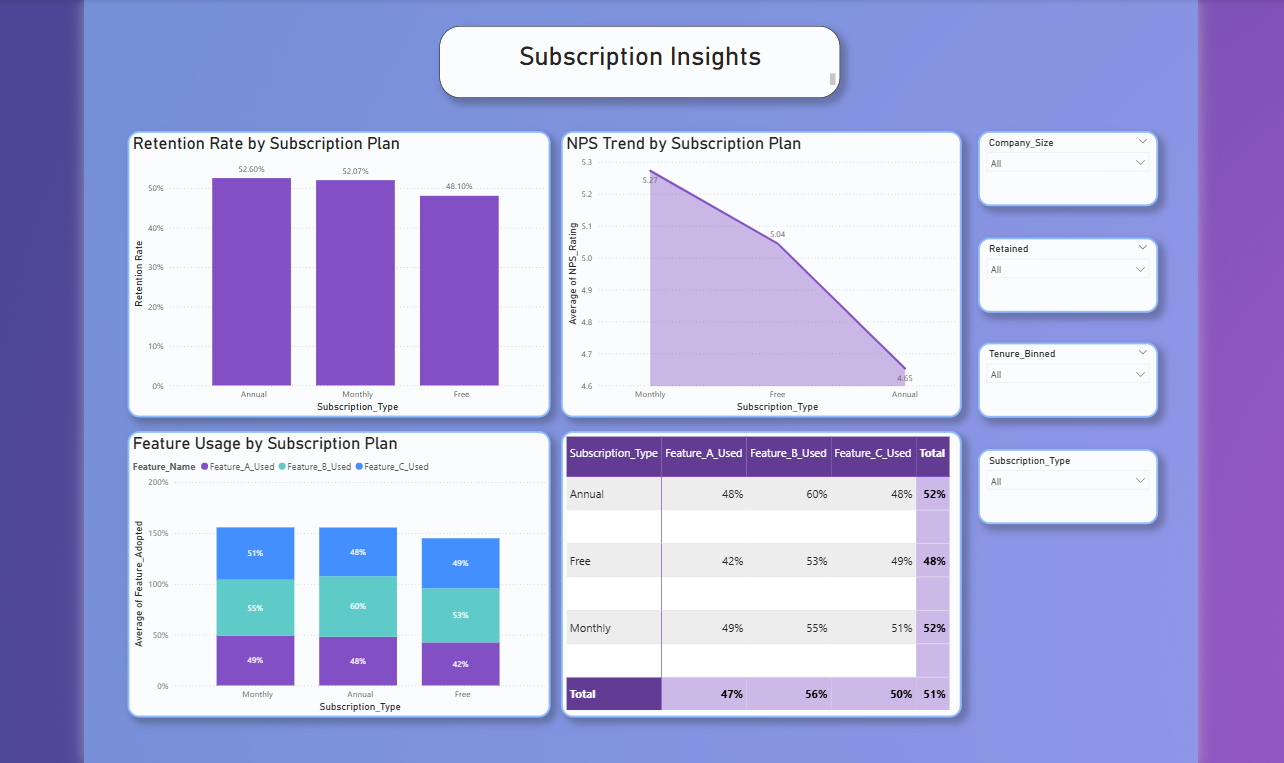 Subscription Insights
Retention Rate by Subscription Plan
52.60%
52.07%
48.10%
50%
40%
30%
20%
10%
0%
Retention Rate
Annual Monthly Free
Subscription_Type
NPS Trend by Subscription Plan
5.3
5.2
5.1
5.0
4.9
4.8
4.7
4.6
Average of NPS_Rating
5.27
5.04
4.65
Monthly Free Annual
Subscription_Type
Company_Size
All
Retained
All
Tenure_Binned
All
Subscription_Type
All
Feature Usage by Subscription Plan
Feature_Name Feature_A_Used Feature_B_Used Feature_C_Used
200%
150%
100%
50%
0%
Average of Feature_Adopted
51% 48% 49%
55% 60% 53%
49% 48% 42%
Monthly Annual Free
Subscription_Type
Subscription_Type Feature_A_Used Feature_B_Used Feature_C_Used Total
Annual 48% 60% 48% 52%
Free 42% 53% 49% 48%
Monthly 49% 55% 51% 52%
Total 47% 56% 50% 51%